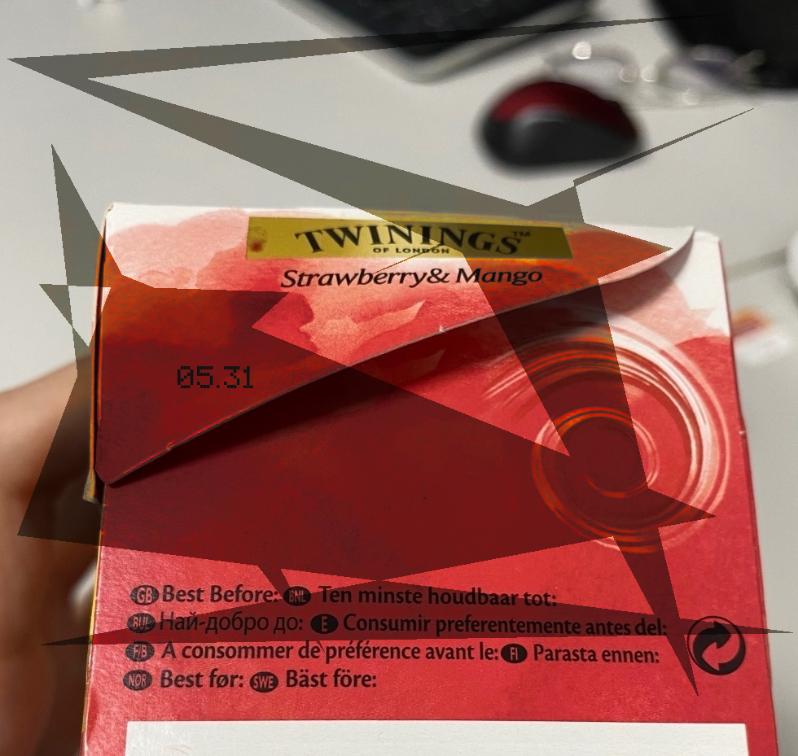 TWININGS™
OF LONDON
Strawberry & Mango
05.31
GB Best Before: BNL Ten minste houdbaar tot:
BUL Най-добро до: E Consumir preferentemente antes del:
F/B A consommer de préférence avant le: FI Parasta ennen:
NOR Best før: SWE Bäst före: